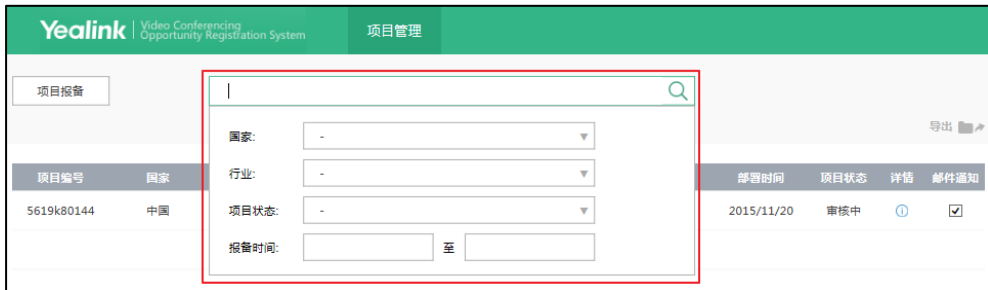 Yealink Video Conferencing
Opportunity Registration System
项目管理
项目报备
导出
国家: -
行业: -
项目状态: -
报备时间: 至
项目编号 国家 部署时间 项目状态 详情 邮件通知
5619k80144 中国 2015/11/20 审核中